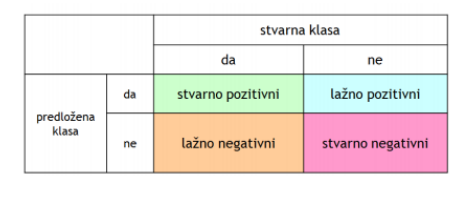 stvarna klasa
da ne
predložena
klasa
da stvarno pozitivni lažno pozitivni
ne lažno negativni stvarno negativni